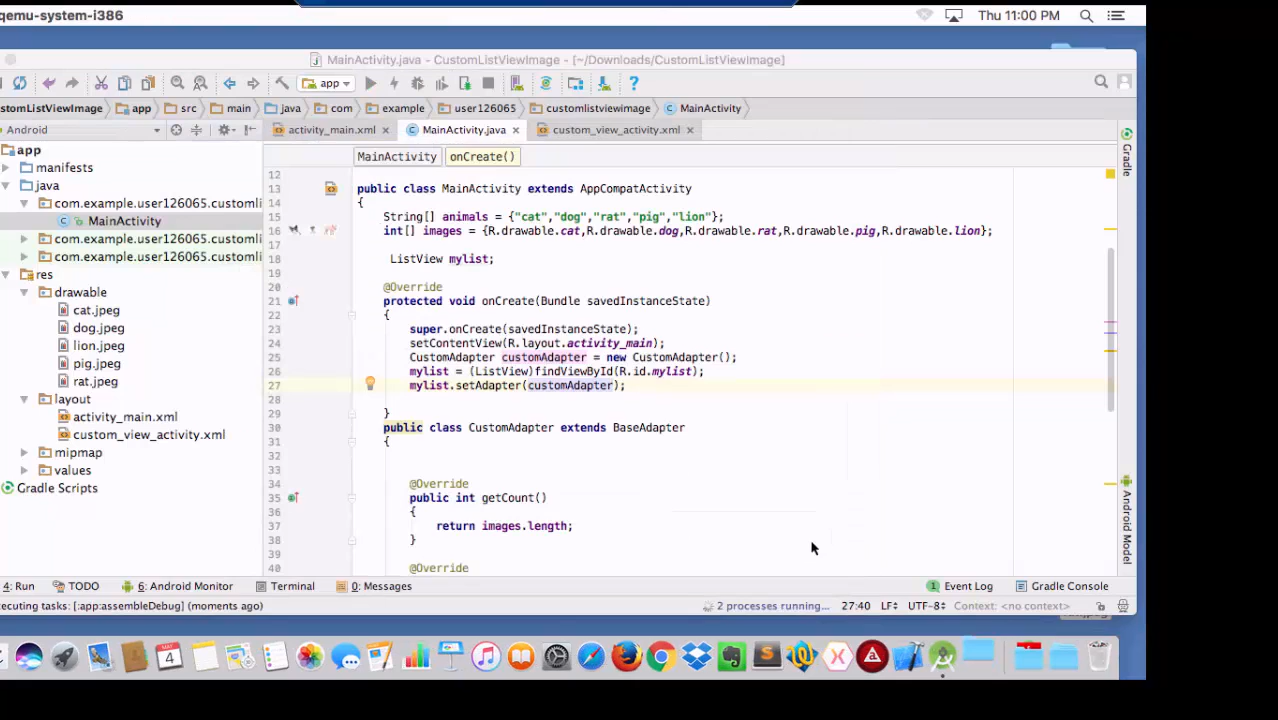 qemu-system-i386
Thu 11:00 PM
MainActivity.java - CustomListViewImage - [~/Downloads/CustomListViewImage]
app
stomListViewImage app src main java com example user126065 customlistviewimage MainActivity
Android
activity_main.xml
MainActivity.java
custom_view_activity.xml
Gradle
app
manifests
java
com.example.user126065.customli
MainActivity
com.example.user126065.customli
com.example.user126065.customli
res
drawable
cat.jpeg
dog.jpeg
lion.jpeg
pig.jpeg
rat.jpeg
layout
activity_main.xml
custom_view_activity.xml
mipmap
values
Gradle Scripts
MainActivity onCreate()
12
13 public class MainActivity extends AppCompatActivity
14 {
15 String[] animals = {"cat","dog","rat","pig","lion"};
16 int[] images = {R.drawable.cat,R.drawable.dog,R.drawable.rat,R.drawable.pig,R.drawable.lion};
17
18 ListView mylist;
19
20 @Override
21 protected void onCreate(Bundle savedInstanceState)
22 {
23 super.onCreate(savedInstanceState);
24 setContentView(R.layout.activity_main);
25 CustomAdapter customAdapter = new CustomAdapter();
26 mylist = (ListView)findViewById(R.id.mylist);
27 mylist.setAdapter(customAdapter);
28
29 }
30 public class CustomAdapter extends BaseAdapter
31 {
32
33
34 @Override
35 public int getCount()
36 {
37 return images.length;
38 }
39
40 @Override
Android Model
4: Run TODO 6: Android Monitor Terminal 0: Messages 1 Event Log Gradle Console
ecuting tasks: [:app:assembleDebug] (moments ago) 2 processes running... 27:40 LF÷ UTF-8÷ Context: <no context>
MAY
4